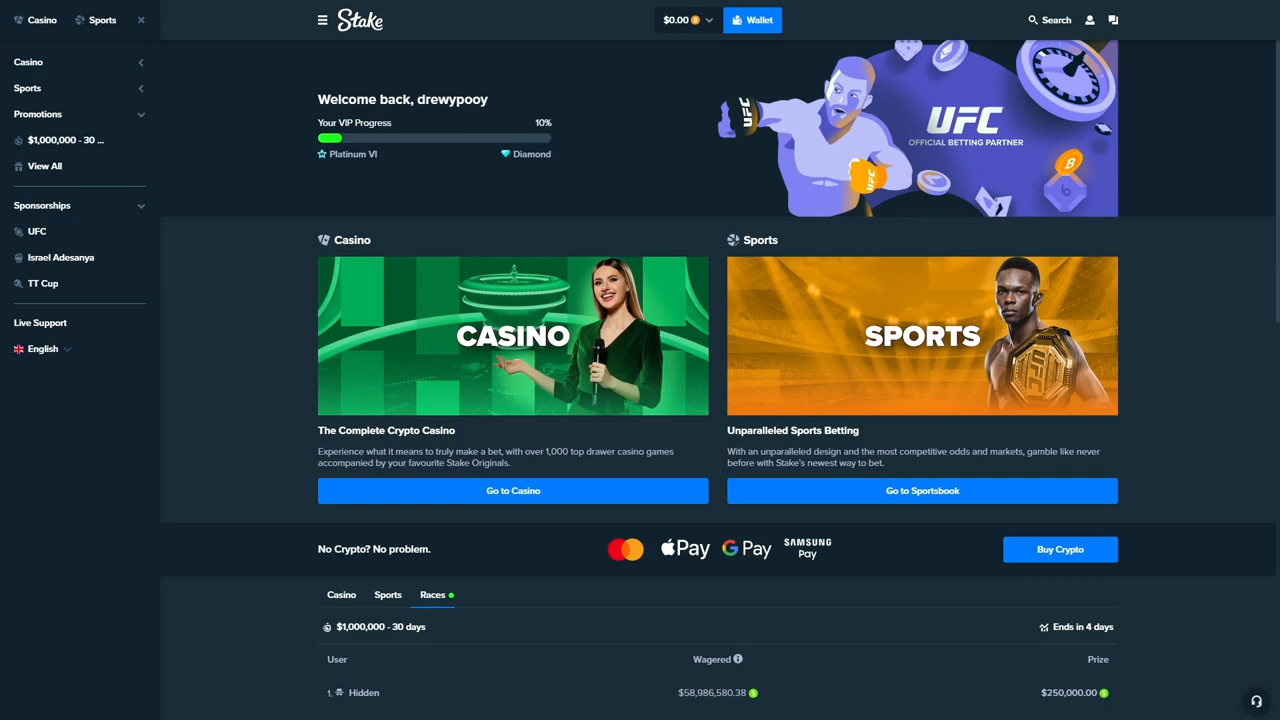 Casino
Sports
Stake
$0.00
Wallet
Search
Casino
Sports
Promotions
$1,000,000 - 30 ...
View All
Sponsorships
UFC
Israel Adesanya
TT Cup
Live Support
English
Welcome back, drewypooy
Your VIP Progress 10%
Platinum VI Diamond
UFC
UFC
UFC
OFFICIAL BETTING PARTNER
6
Casino
CASINO
The Complete Crypto Casino
Experience what it means to truly make a bet, with over 1,000 top drawer casino games
accompanied by your favourite Stake Originals.
Go to Casino
Sports
SPORTS
UFC
Unparalleled Sports Betting
With an unparalleled design and the most competitive odds and markets, gamble like never
before with Stake's newest way to bet.
Go to Sportsbook
No Crypto? No problem.
Pay
G Pay
SAMSUNG
Pay
Buy Crypto
Casino Sports Races
$1,000,000 - 30 days Ends in 4 days
User Wagered Prize
1. Hidden $58,986,580.38 $250,000.00